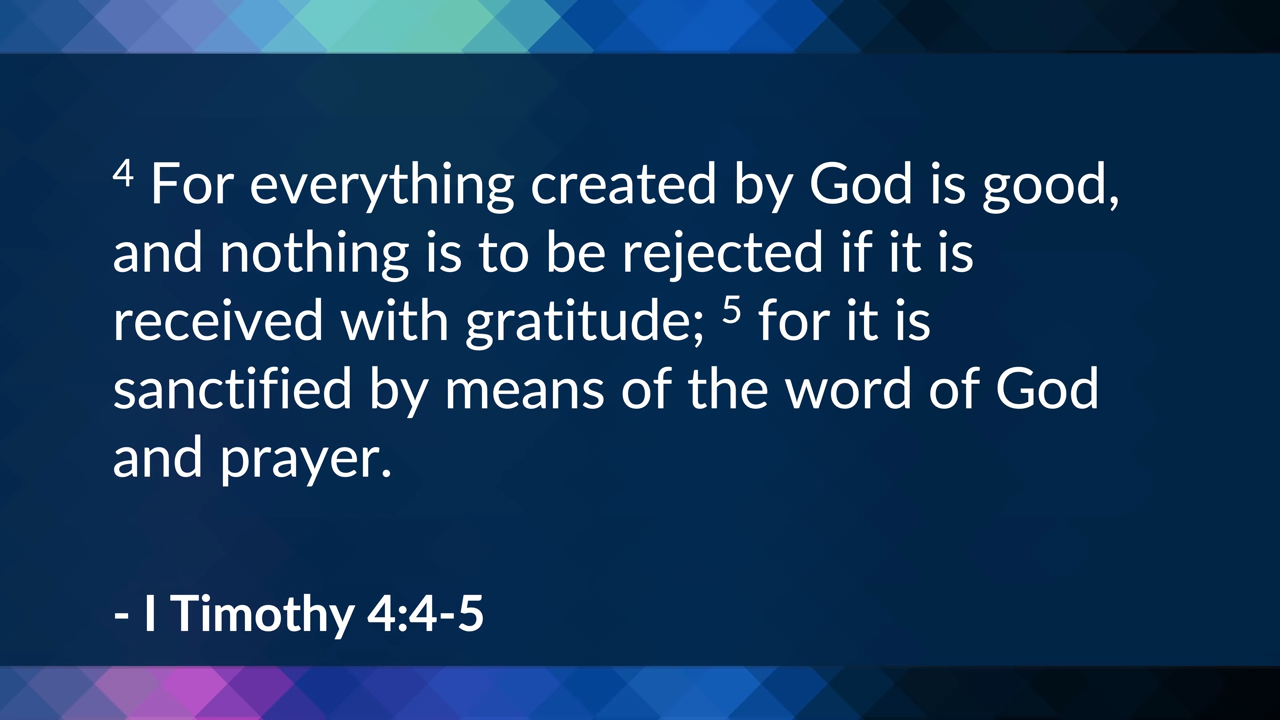 ⁴ For everything created by God is good,
and nothing is to be rejected if it is
received with gratitude; ⁵ for it is
sanctified by means of the word of God
and prayer.
- I Timothy 4:4-5